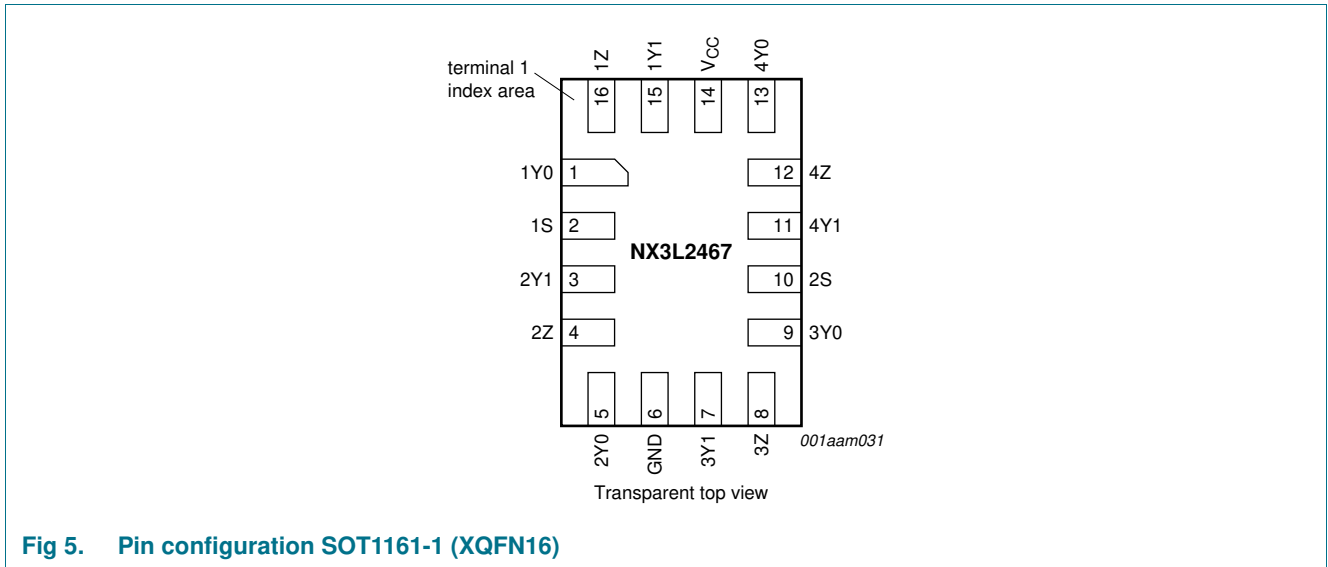 terminal 1
index area
1Z
1Y1
VCC
4Y0
16
15
14
13
1Y0 1
12 4Z
1S 2
11 4Y1
NX3L2467
2Y1 3
10 2S
2Z 4
9 3Y0
5
6
7
8
2Y0
GND
3Y1
3Z
001aam031
Transparent top view
Fig 5. Pin configuration SOT1161-1 (XQFN16)